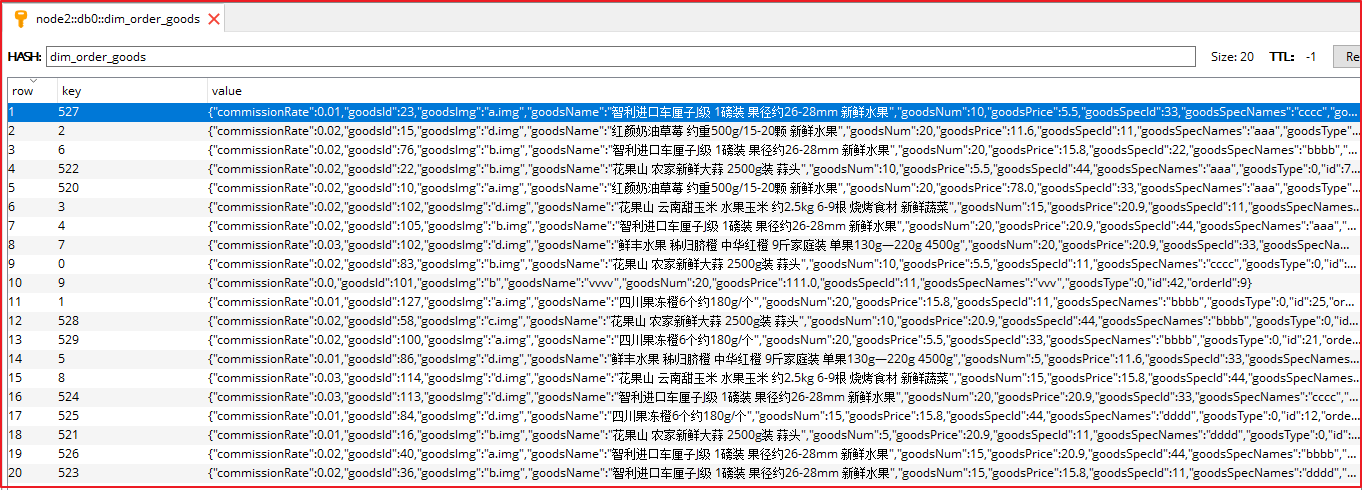 node2::db0::dim_order_goods
HASH: dim_order_goods Size: 20 TTL: -1 Re
row key value
1 527 {"commissionRate":0.01,"goodsId":23,"goodsImg":"a.img","goodsName":"智利进口车厘子J级 1磅装 果径约26-28mm 新鲜水果","goodsNum":10,"goodsPrice":5.5,"goodsSpecId":33,"goodsSpecNames":"cccc","go...
2 2 {"commissionRate":0.02,"goodsId":15,"goodsImg":"d.img","goodsName":"红颜奶油草莓 约重500g/15-20颗 新鲜水果","goodsNum":20,"goodsPrice":11.6,"goodsSpecId":11,"goodsSpecNames":"aaa","goodsType"...
3 6 {"commissionRate":0.02,"goodsId":76,"goodsImg":"b.img","goodsName":"智利进口车厘子J级 1磅装 果径约26-28mm 新鲜水果","goodsNum":20,"goodsPrice":15.8,"goodsSpecId":22,"goodsSpecNames":"bbbb","...
4 522 {"commissionRate":0.02,"goodsId":22,"goodsImg":"b.img","goodsName":"花果山 农家新鲜大蒜 2500g装 蒜头","goodsNum":10,"goodsPrice":5.5,"goodsSpecId":44,"goodsSpecNames":"aaa","goodsType":0,"id":7...
5 520 {"commissionRate":0.02,"goodsId":10,"goodsImg":"a.img","goodsName":"红颜奶油草莓 约重500g/15-20颗 新鲜水果","goodsNum":20,"goodsPrice":78.0,"goodsSpecId":33,"goodsSpecNames":"aaa","goodsType"...
6 3 {"commissionRate":0.02,"goodsId":102,"goodsImg":"d.img","goodsName":"花果山 云南甜玉米 水果玉米 约2.5kg 6-9根 烧烤食材 新鲜蔬菜","goodsNum":15,"goodsPrice":20.9,"goodsSpecId":11,"goodsSpecNames...
7 4 {"commissionRate":0.02,"goodsId":105,"goodsImg":"b.img","goodsName":"智利进口车厘子J级 1磅装 果径约26-28mm 新鲜水果","goodsNum":20,"goodsPrice":20.9,"goodsSpecId":44,"goodsSpecNames":"aaa","...
8 7 {"commissionRate":0.03,"goodsId":102,"goodsImg":"d.img","goodsName":"鲜丰水果 秭归脐橙 中华红橙 9斤家庭装 单果130g—220g 4500g","goodsNum":20,"goodsPrice":20.9,"goodsSpecId":33,"goodsSpecNa...
9 0 {"commissionRate":0.02,"goodsId":83,"goodsImg":"b.img","goodsName":"花果山 农家新鲜大蒜 2500g装 蒜头","goodsNum":10,"goodsPrice":5.5,"goodsSpecId":11,"goodsSpecNames":"cccc","goodsType":0,"id":...
10 9 {"commissionRate":0.0,"goodsId":101,"goodsImg":"b","goodsName":"vvvv","goodsNum":20,"goodsPrice":111.0,"goodsSpecId":11,"goodsSpecNames":"vvv","goodsType":0,"id":42,"orderId":9}
11 1 {"commissionRate":0.01,"goodsId":127,"goodsImg":"a.img","goodsName":"四川果冻橙6个约180g/个","goodsNum":20,"goodsPrice":15.8,"goodsSpecId":11,"goodsSpecNames":"bbbb","goodsType":0,"id":25,"or...
12 528 {"commissionRate":0.02,"goodsId":58,"goodsImg":"c.img","goodsName":"花果山 农家新鲜大蒜 2500g装 蒜头","goodsNum":10,"goodsPrice":20.9,"goodsSpecId":44,"goodsSpecNames":"bbbb","goodsType":0,"id...
13 529 {"commissionRate":0.02,"goodsId":100,"goodsImg":"a.img","goodsName":"四川果冻橙6个约180g/个","goodsNum":20,"goodsPrice":5.5,"goodsSpecId":33,"goodsSpecNames":"bbbb","goodsType":0,"id":21,"orde...
14 5 {"commissionRate":0.01,"goodsId":86,"goodsImg":"d.img","goodsName":"鲜丰水果 秭归脐橙 中华红橙 9斤家庭装 单果130g—220g 4500g","goodsNum":5,"goodsPrice":11.6,"goodsSpecId":33,"goodsSpecNames...
15 8 {"commissionRate":0.03,"goodsId":114,"goodsImg":"d.img","goodsName":"花果山 云南甜玉米 水果玉米 约2.5kg 6-9根 烧烤食材 新鲜蔬菜","goodsNum":15,"goodsPrice":15.8,"goodsSpecId":44,"goodsSpecNames...
16 524 {"commissionRate":0.03,"goodsId":113,"goodsImg":"d.img","goodsName":"智利进口车厘子J级 1磅装 果径约26-28mm 新鲜水果","goodsNum":20,"goodsPrice":20.9,"goodsSpecId":33,"goodsSpecNames":"cccc",...
17 525 {"commissionRate":0.01,"goodsId":84,"goodsImg":"d.img","goodsName":"四川果冻橙6个约180g/个","goodsNum":15,"goodsPrice":15.8,"goodsSpecId":44,"goodsSpecNames":"dddd","goodsType":0,"id":12,"orde...
18 521 {"commissionRate":0.01,"goodsId":16,"goodsImg":"b.img","goodsName":"花果山 农家新鲜大蒜 2500g装 蒜头","goodsNum":5,"goodsPrice":20.9,"goodsSpecId":11,"goodsSpecNames":"dddd","goodsType":0,"id":...
19 526 {"commissionRate":0.02,"goodsId":40,"goodsImg":"a.img","goodsName":"智利进口车厘子J级 1磅装 果径约26-28mm 新鲜水果","goodsNum":15,"goodsPrice":20.9,"goodsSpecId":44,"goodsSpecNames":"bbbb","...
20 523 {"commissionRate":0.02,"goodsId":36,"goodsImg":"b.img","goodsName":"智利进口车厘子J级 1磅装 果径约26-28mm 新鲜水果","goodsNum":15,"goodsPrice":15.8,"goodsSpecId":11,"goodsSpecNames":"dddd","...